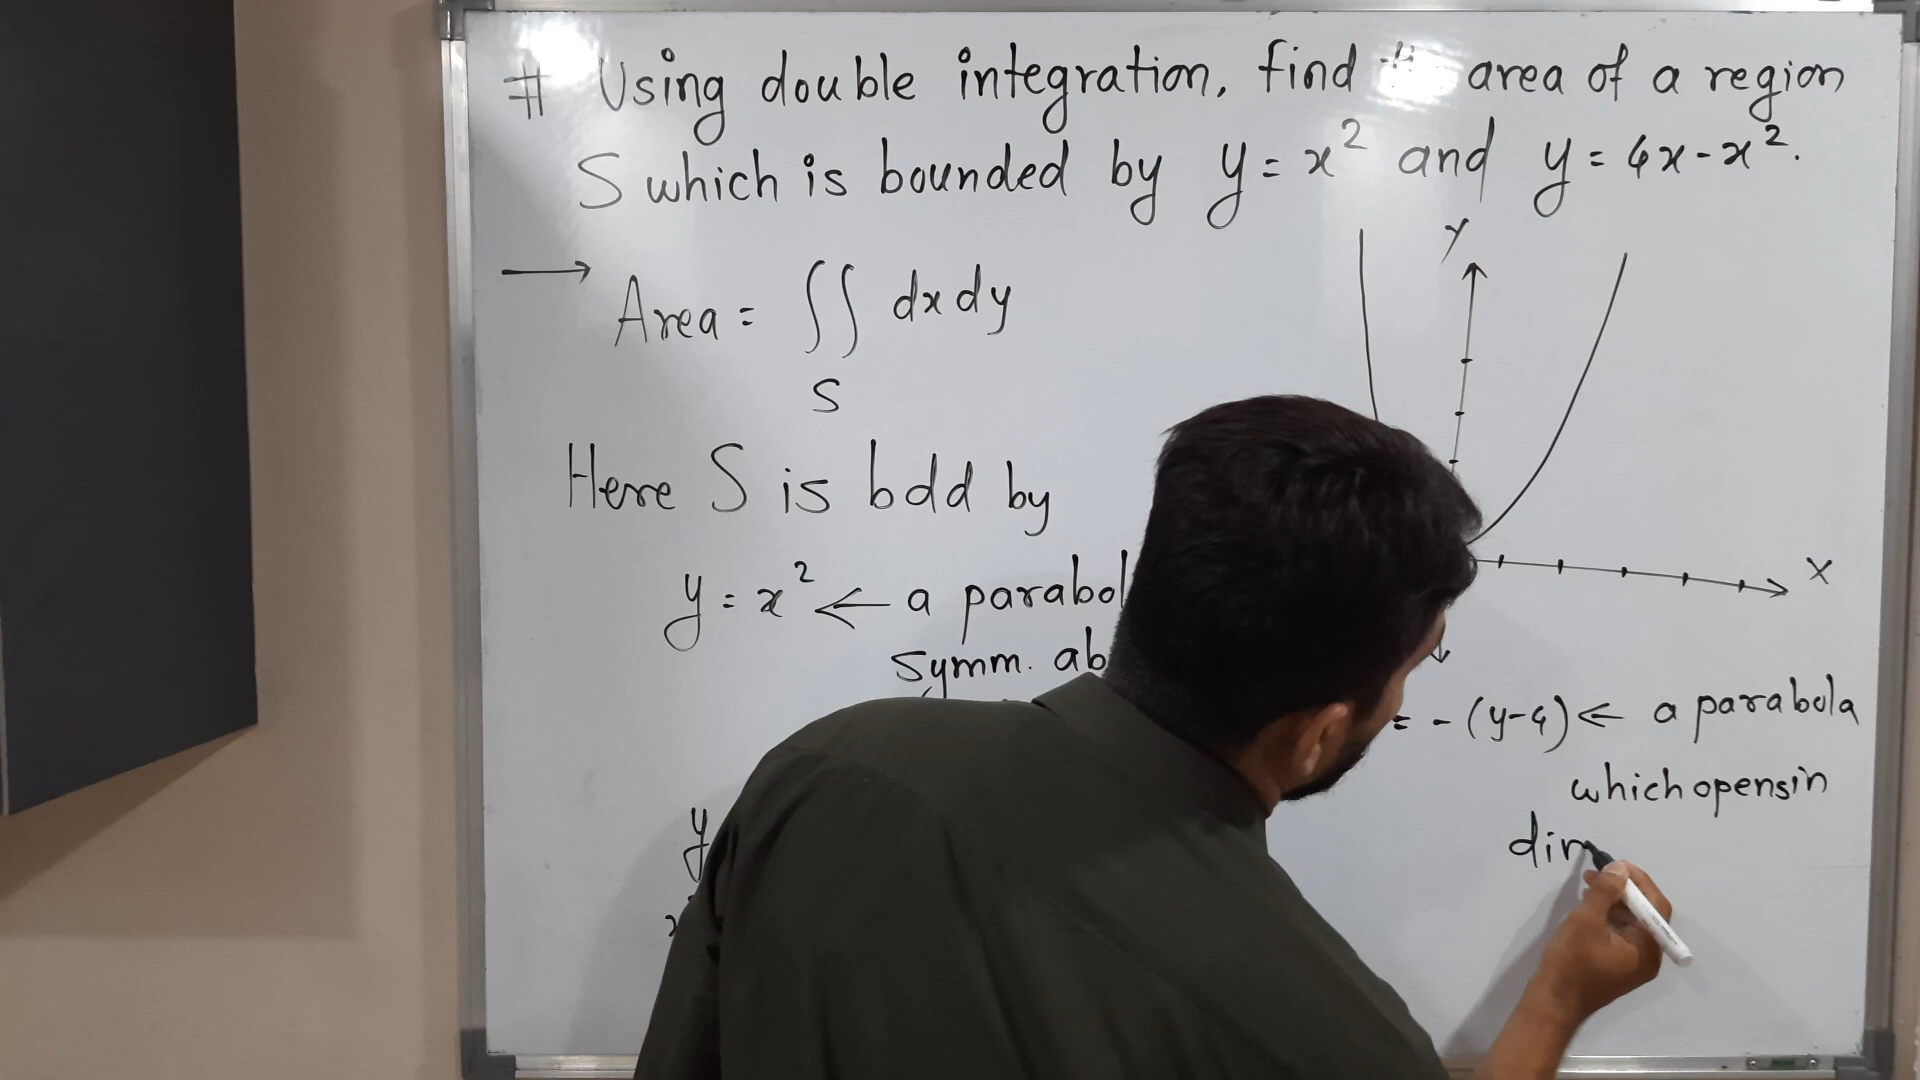 # Using double integration, find area of a region
S which is bounded by y = x² and y = 4x - x².
→ Area = ∫∫ dx dy
S
Here S is bdd by
y = x² ← a parabol
symm. ab
y
Y
X
= - (y-4) ← a parabola
which opens in
dir